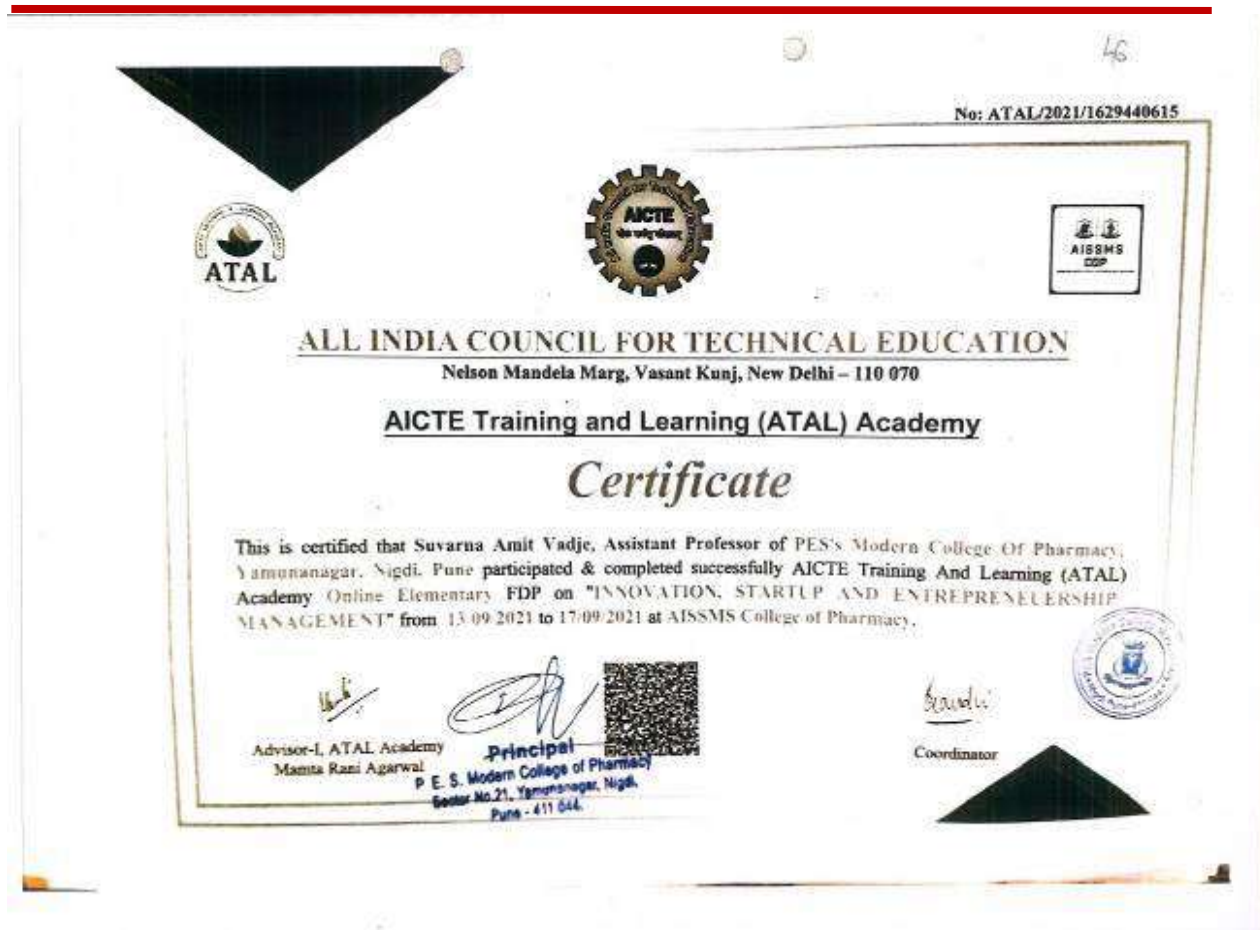 46
No: ATAL/2021/1629440615
AICTE
ATAL
AISSMS
ALL INDIA COUNCIL FOR TECHNICAL EDUCATION
Nelson Mandela Marg, Vasant Kunj, New Delhi – 110 070
AICTE Training and Learning (ATAL) Academy
Certificate
This is certified that Suvarna Amit Vadje, Assistant Professor of PES's Modern College Of Pharmacy,
Yamunanagar, Nigdi, Pune participated & completed successfully AICTE Training And Learning (ATAL)
Academy Online Elementary FDP on "INNOVATION, STARTUP AND ENTREPRENEUERSHIP
MANAGEMENT" from 13/09/2021 to 17/09/2021 at AISSMS College of Pharmacy.
Advisor-I, ATAL Academy
Mamta Rani Agarwal
Principal
P. E. S. Modern College of Pharmacy
Sector No.21, Yamunanagar, Nigdi,
Pune - 411 044.
Coordinator